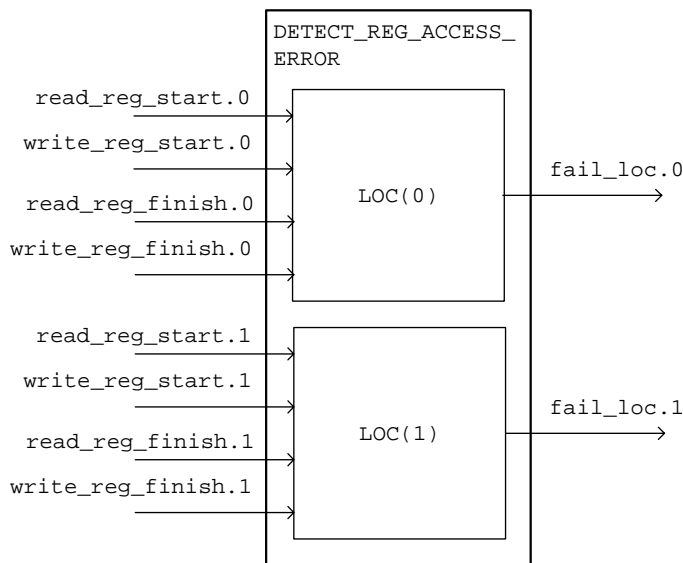 DETECT_REG_ACCESS_
ERROR
read_reg_start.0
write_reg_start.0
read_reg_finish.0
write_reg_finish.0
LOC(0)
fail_loc.0
read_reg_start.1
write_reg_start.1
read_reg_finish.1
write_reg_finish.1
LOC(1)
fail_loc.1